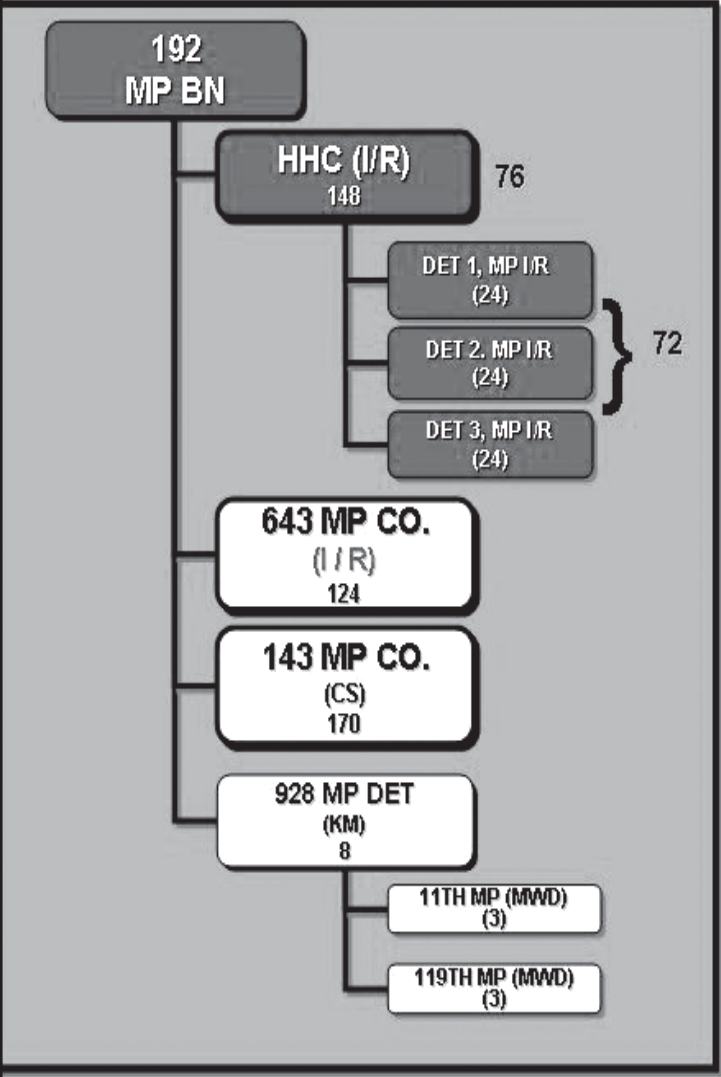 192
MP BN
HHC (I/R)
148
76
DET 1, MP I/R
(24)
DET 2. MP I/R
(24)
72
DET 3, MP I/R
(24)
643 MP CO.
(I / R)
124
143 MP CO.
(CS)
170
928 MP DET
(KM)
8
11TH MP (MWD)
(3)
119TH MP (MWD)
(3)